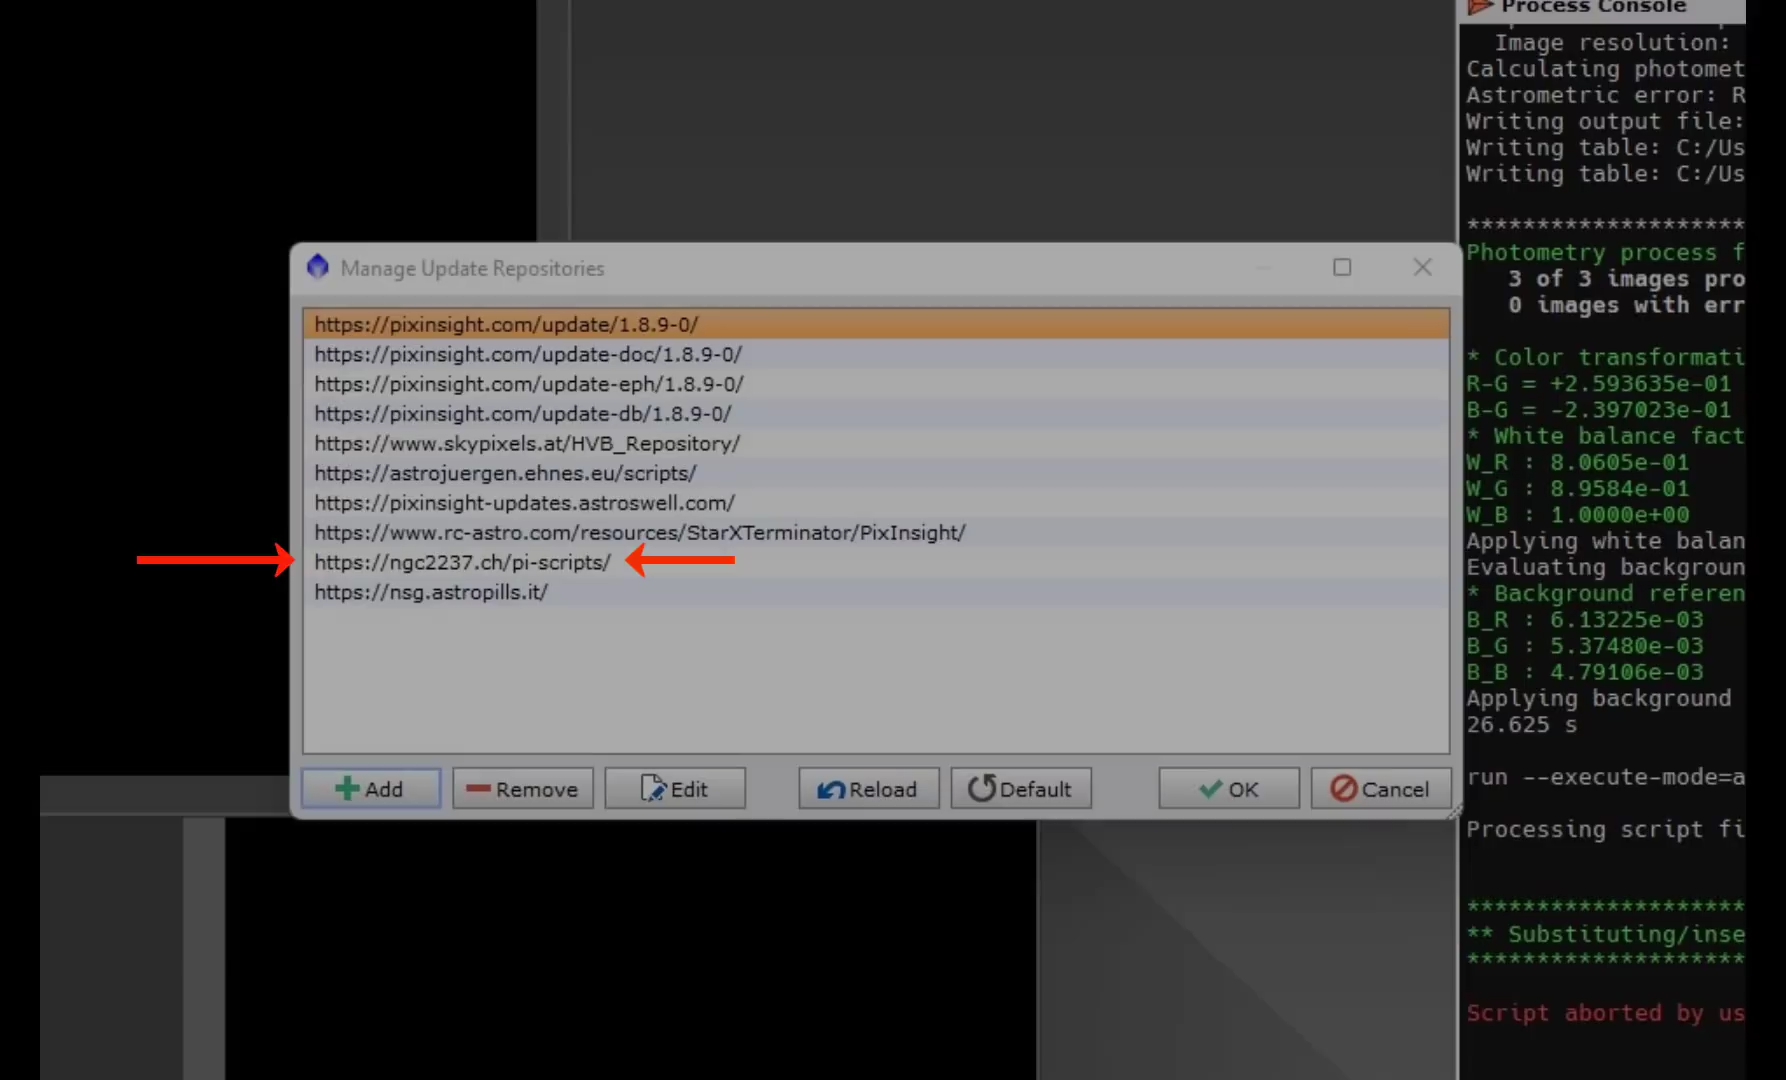 Manage Update Repositories
https://pixinsight.com/update/1.8.9-0/
https://pixinsight.com/update-doc/1.8.9-0/
https://pixinsight.com/update-eph/1.8.9-0/
https://pixinsight.com/update-db/1.8.9-0/
https://www.skypixels.at/HVB_Repository/
https://astrojuergen.ehnes.eu/scripts/
https://pixinsight-updates.astroswell.com/
https://www.rc-astro.com/resources/StarXTerminator/PixInsight/
https://ngc2237.ch/pi-scripts/
https://nsg.astropills.it/
Add Remove Edit Reload Default OK Cancel
Process Console
Image resolution:
Calculating photomet
Astrometric error: R
Writing output file:
Writing table: C:/Us
Writing table: C:/Us
********************
Photometry process f
3 of 3 images pro
0 images with err
* Color transformati
R-G = +2.593635e-01
B-G = -2.397023e-01
* White balance fact
W_R : 8.0605e-01
W_G : 8.9584e-01
W_B : 1.0000e+00
Applying white balan
Evaluating backgroun
* Background referen
B_R : 6.13225e-03
B_G : 5.37480e-03
B_B : 4.79106e-03
Applying background
26.625 s
run --execute-mode=a
Processing script fi
********************
** Substituting/inse
********************
Script aborted by us